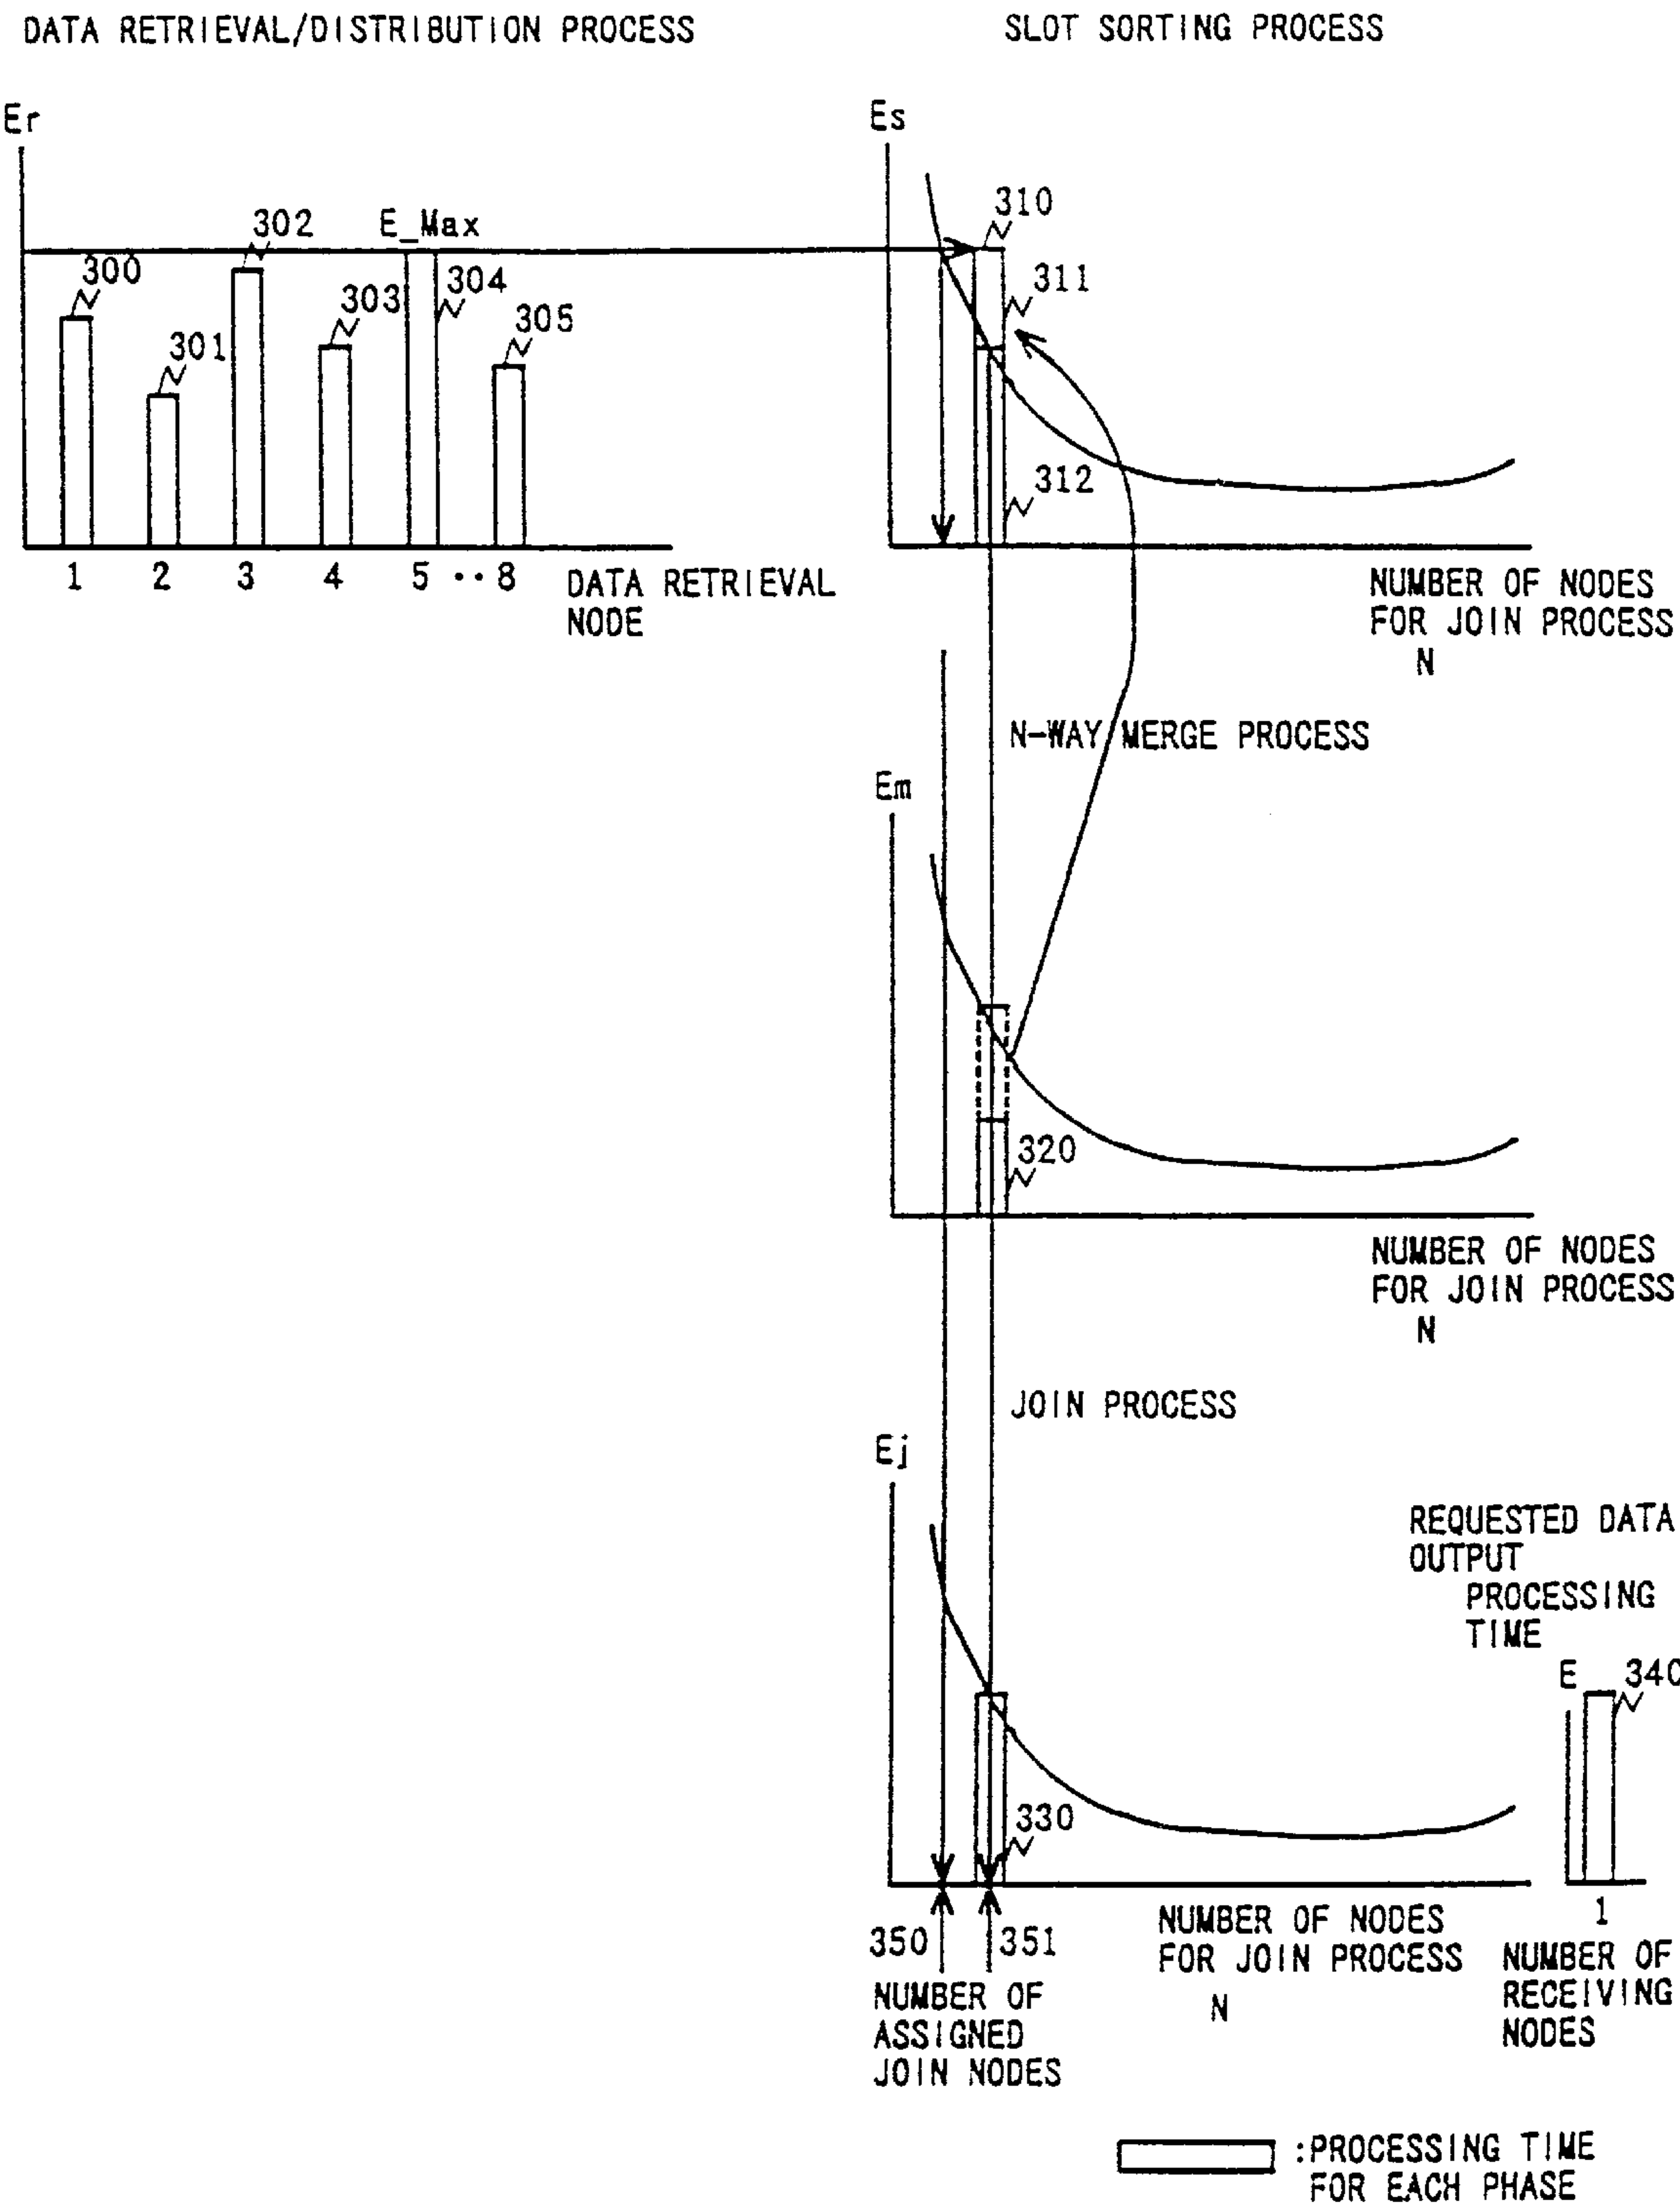 DATA RETRIEVAL/DISTRIBUTION PROCESS
SLOT SORTING PROCESS
Er
302
E_Max
300
301
303
304
305
1 2 3 4 5 ·· 8
DATA RETRIEVAL
NODE
Es
310
311
312
NUMBER OF NODES
FOR JOIN PROCESS
N
N-WAY MERGE PROCESS
Em
320
NUMBER OF NODES
FOR JOIN PROCESS
N
JOIN PROCESS
Ej
330
350
351
NUMBER OF
ASSIGNED
JOIN NODES
NUMBER OF NODES
FOR JOIN PROCESS
N
REQUESTED DATA
OUTPUT
PROCESSING
TIME
E
340
1
NUMBER OF
RECEIVING
NODES
:PROCESSING TIME
FOR EACH PHASE